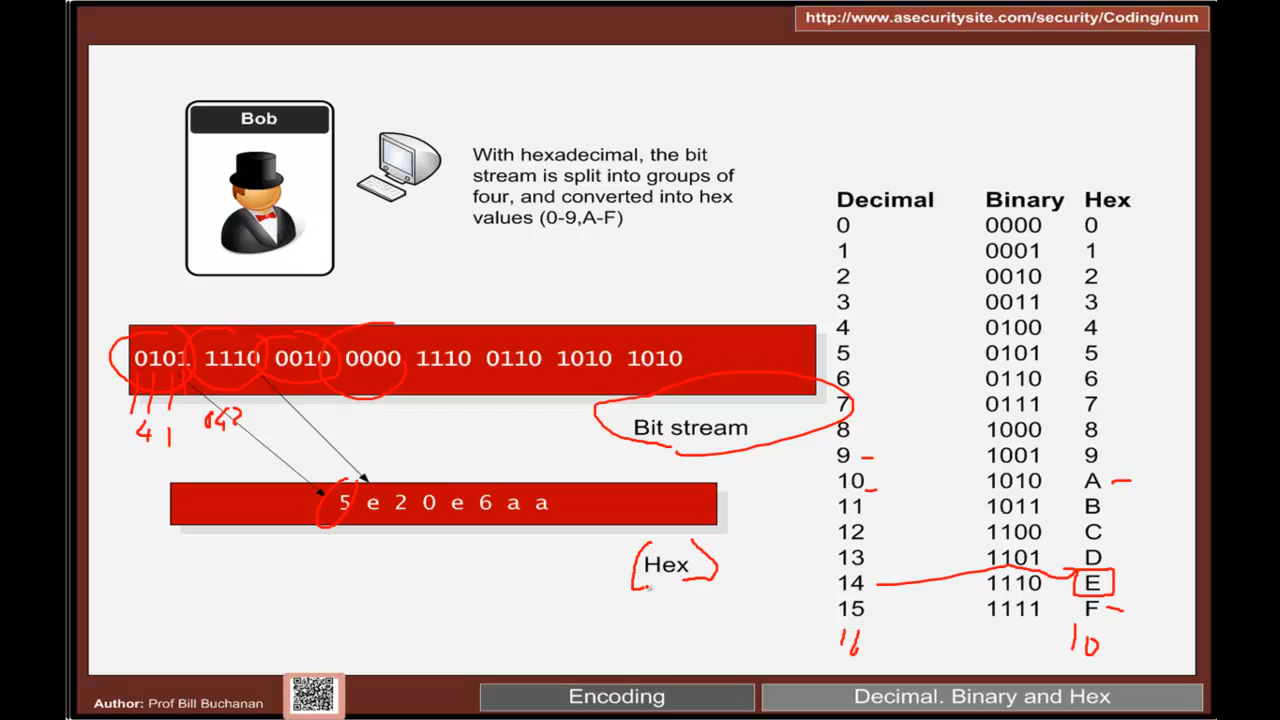 http://www.asecuritysite.com/security/Coding/num
Bob
With hexadecimal, the bit
stream is split into groups of
four, and converted into hex
values (0-9,A-F)
0101 1110 0010 0000 1110 0110 1010 1010
4 1
Bit stream
5 e 2 0 e 6 a a
Hex
Decimal Binary Hex
0 0000 0
1 0001 1
2 0010 2
3 0011 3
4 0100 4
5 0101 5
6 0110 6
7 0111 7
8 1000 8
9 1001 9
10 1010 A
11 1011 B
12 1100 C
13 1101 D
14 1110 E
15 1111 F
16 10
Author: Prof Bill Buchanan
Encoding
Decimal. Binary and Hex